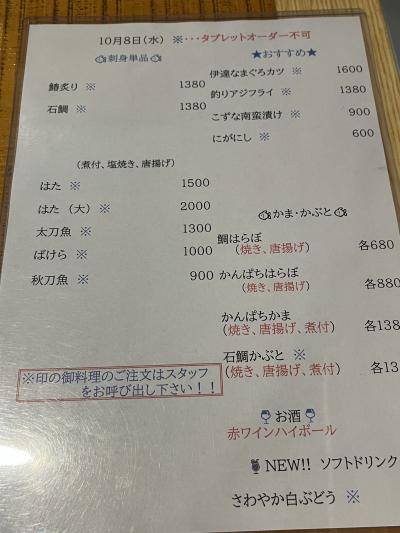 10月8日(水) ※・・・タブレットオーダー不可
刺身単品
鰆炙り ※ 1380
石鯛 ※ 1380
(煮付、塩焼き、唐揚げ)
はた ※ 1500
はた（大）※ 2000
太刀魚 ※ 1300
ばけら ※ 1000
秋刀魚 ※ 900
※印の御料理のご注文はスタッフ
をお呼び出し下さい！！
★おすすめ★
伊達なまぐろカツ ※ 1600
釣りアジフライ ※ 1380
こずな南蛮漬け ※ 900
にがにし ※ 600
かま・かぶと
鯛はらぼ
(焼き、唐揚げ) 各680
かんぱちはらぼ
(焼き、唐揚げ) 各880
かんぱちかま
(焼き、唐揚げ、煮付) 各138
石鯛かぶと ※
(焼き、唐揚げ、煮付) 各13
お酒
赤ワインハイボール
NEW!! ソフトドリンク
さわやか白ぶどう ※